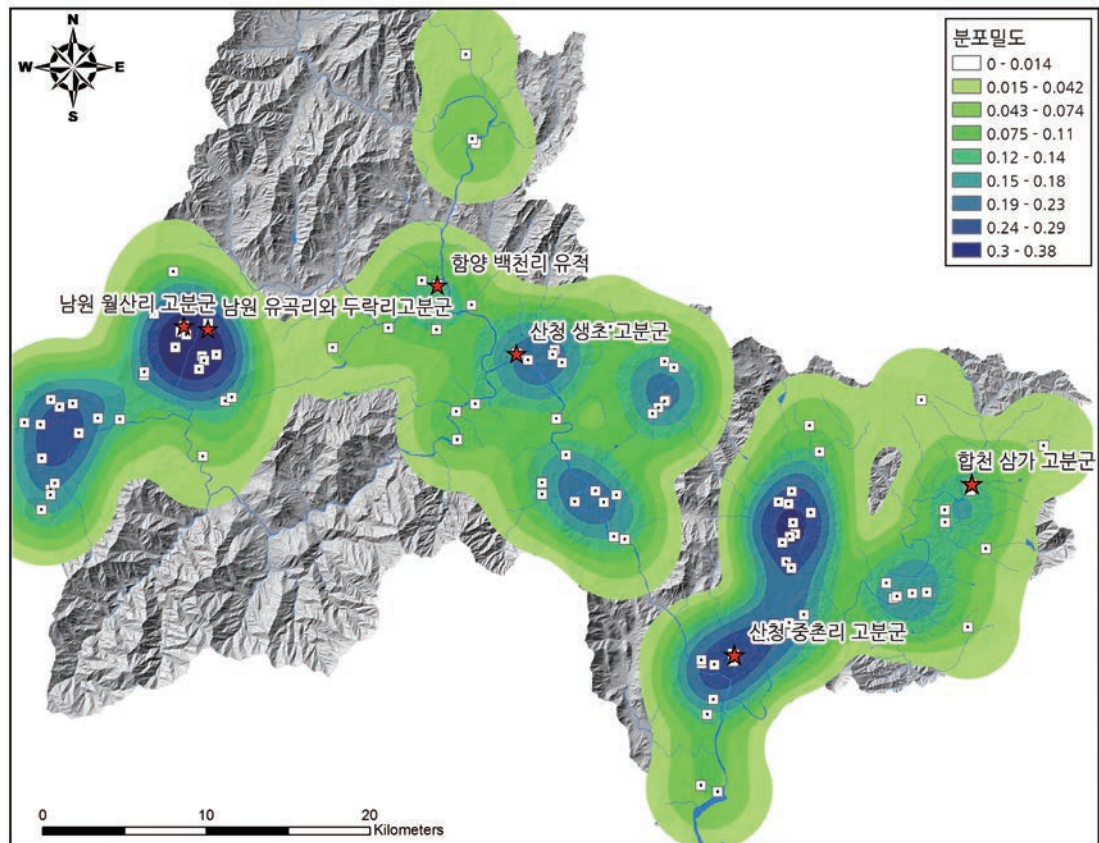 N
W E
S
분포밀도
0 - 0.014
0.015 - 0.042
0.043 - 0.074
0.075 - 0.11
0.12 - 0.14
0.15 - 0.18
0.19 - 0.23
0.24 - 0.29
0.3 - 0.38
함양 백천리 유적
남원 월산리 고분군
남원 유곡리와 두락리고분군
산청 생초 고분군
합천 삼가 고분군
산청 중촌리 고분군
0 10 20
Kilometers